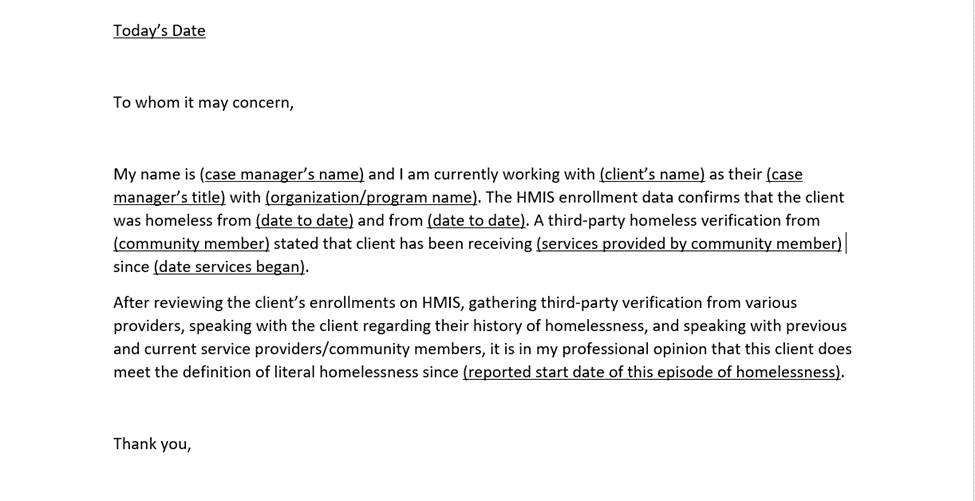 Today’s Date
To whom it may concern,
My name is (case manager’s name) and I am currently working with (client’s name) as their (case
manager’s title) with (organization/program name). The HMIS enrollment data confirms that the client
was homeless from (date to date) and from (date to date). A third-party homeless verification from
(community member) stated that client has been receiving (services provided by community member)
since (date services began).
After reviewing the client’s enrollments on HMIS, gathering third-party verification from various
providers, speaking with the client regarding their history of homelessness, and speaking with previous
and current service providers/community members, it is in my professional opinion that this client does
meet the definition of literal homelessness since (reported start date of this episode of homelessness).
Thank you,